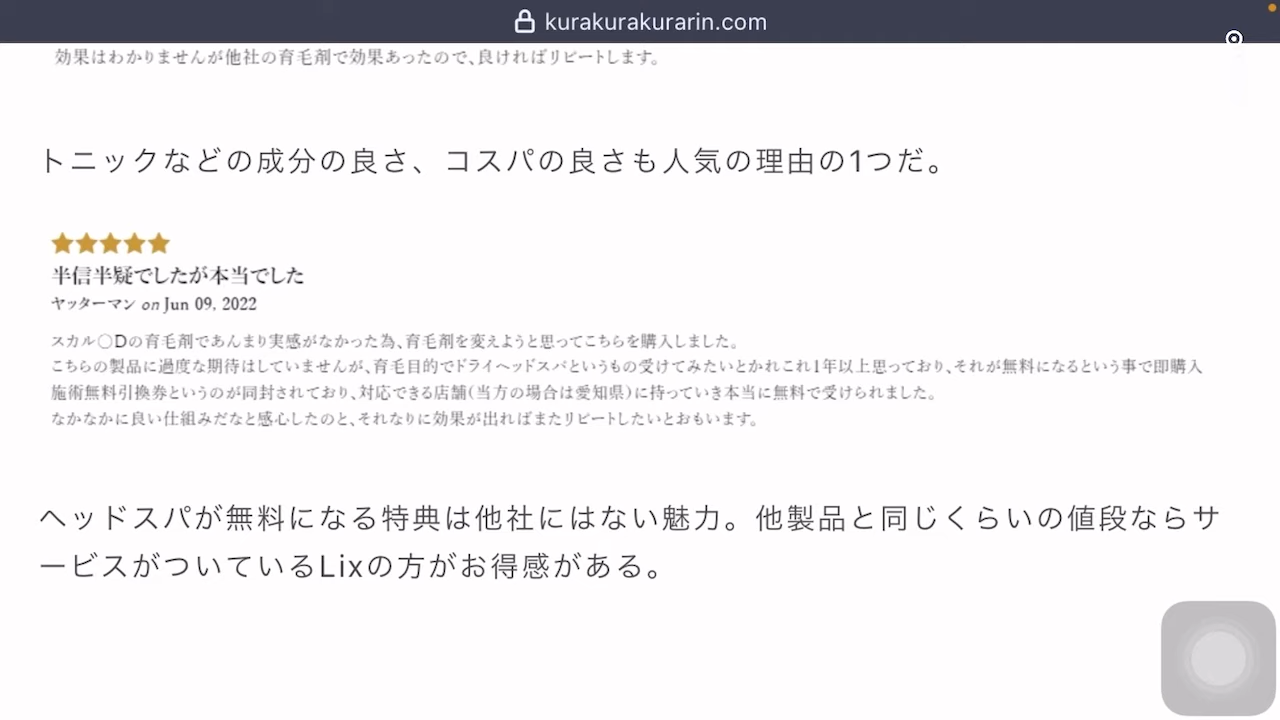 kurakurakurarin.com
効果はわかりませんが他社の育毛剤で効果あったので、良ければリピートします。
トニックなどの成分の良さ、コスパの良さも人気の理由の1つだ。
半信半疑でしたが本当でした
ヤッターマン on Jun 09, 2022
スカル〇Dの育毛剤であんまり実感がなかった為、育毛剤を変えようと思ってこちらを購入しました。
こちらの製品に過度な期待はしていませんが、育毛目的でドライヘッドスパというもの受けてみたいとかれこれ1年以上思っており、それが無料になるという事で即購入
施術無料引換券というのが同封されており、対応できる店舗(当方の場合は愛知県)に持っていき本当に無料で受けられました。
なかなかに良い仕組みだなと感心したのと、それなりに効果が出ればまたリピートしたいとおもいます。
ヘッドスパが無料になる特典は他社にはない魅力。他製品と同じくらいの値段ならサ
ービスがついているLixの方がお得感がある。